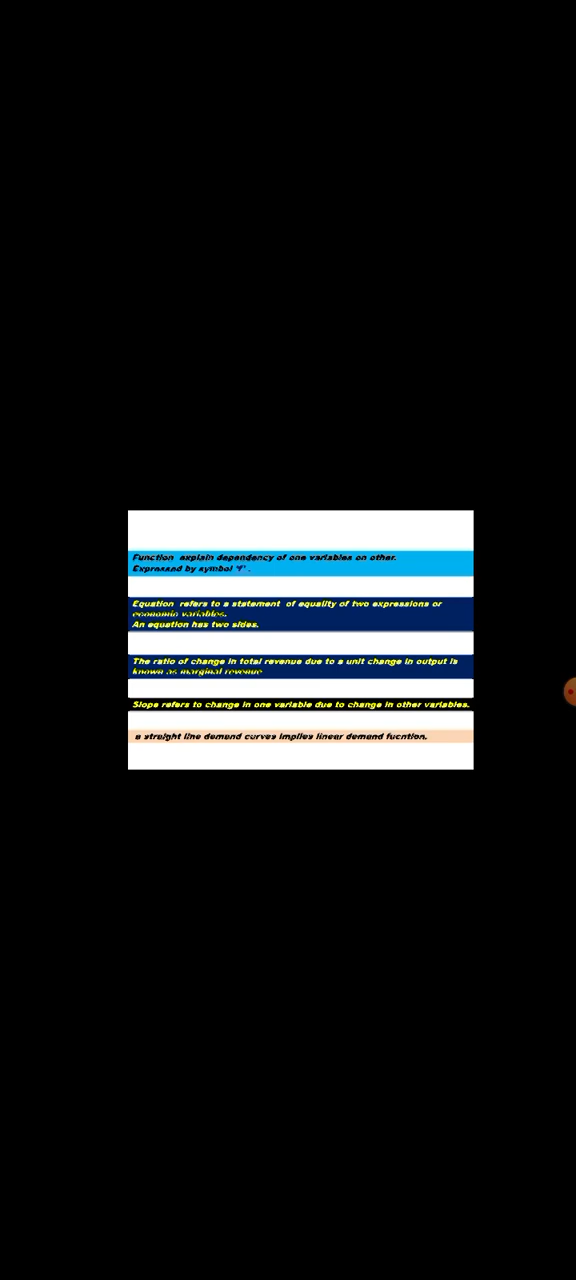 Function explain dependency of one variables on other.
Expressed by symbol 'f' .
Equation refers to a statement of equality of two expressions or
economic variables.
An equation has two sides.
The ratio of change in total revenue due to a unit change in output is
known as marginal revenue
Slope refers to change in one variable due to change in other variables.
a straight line demand curves implies linear demand fucntion.